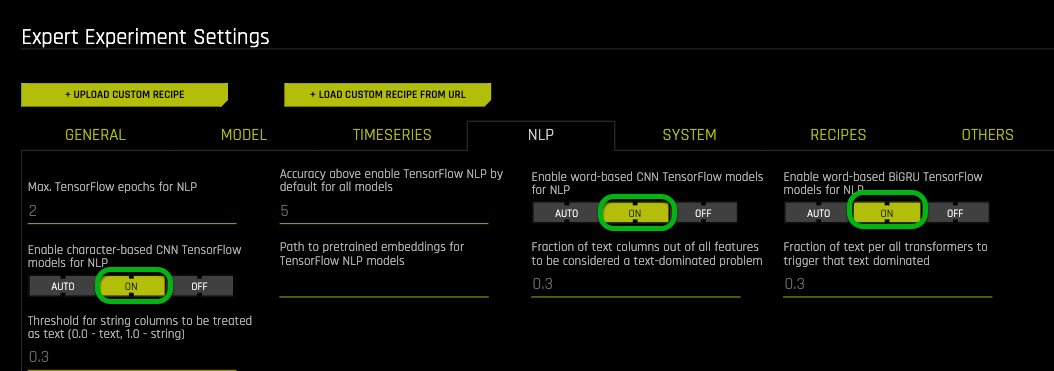 Expert Experiment Settings
+ UPLOAD CUSTOM RECIPE
+ LOAD CUSTOM RECIPE FROM URL
GENERAL
MODEL
TIMESERIES
NLP
SYSTEM
RECIPES
OTHERS
Max. TensorFlow epochs for NLP
2
Accuracy above enable TensorFlow NLP by
default for all models
5
Enable word-based CNN TensorFlow models
for NLP
AUTO ON OFF
Enable word-based BiGRU TensorFlow
models for NLP
AUTO ON OFF
Enable character-based CNN TensorFlow
models for NLP
AUTO ON OFF
Path to pretrained embeddings for
TensorFlow NLP models
Fraction of text columns out of all features
to be considered a text-dominated problem
0.3
Fraction of text per all transformers to
trigger that text dominated
0.3
Threshold for string columns to be treated
as text (0.0 - text, 1.0 - string)
0.3